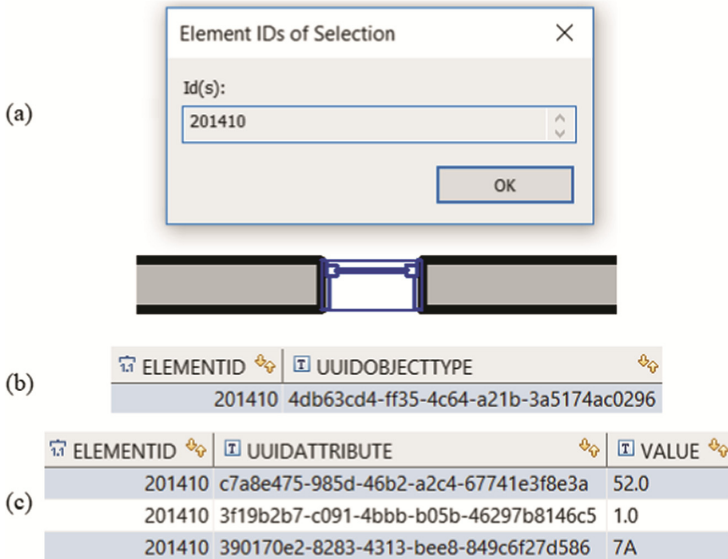 Element IDs of Selection
(a)
Id(s):
201410
OK
(b)
ELEMENTID UUIDOBJECTTYPE
201410 4db63cd4-ff35-4c64-a21b-3a5174ac0296
(c)
ELEMENTID UUIDATTRIBUTE VALUE
201410 c7a8e475-985d-46b2-a2c4-67741e3f8e3a 52.0
201410 3f19b2b7-c091-4bbb-b05b-46297b8146c5 1.0
201410 390170e2-8283-4313-bee8-849c6f27d586 7A